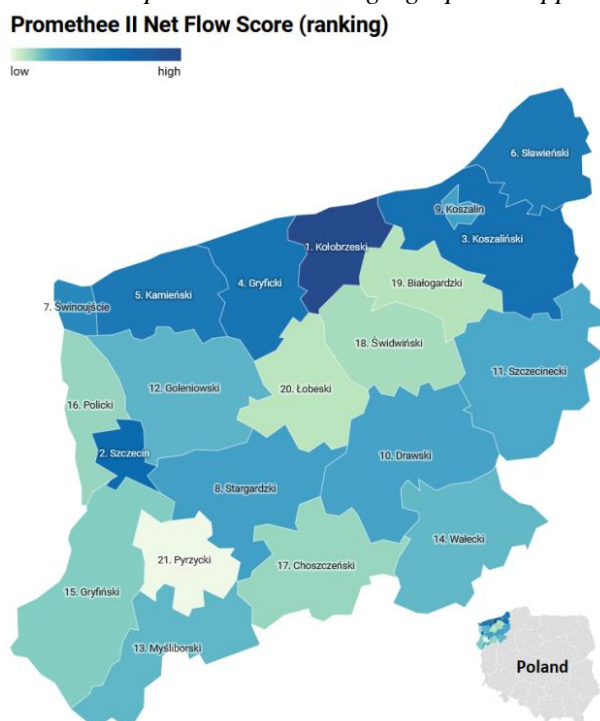 Promethee II Net Flow Score (ranking)
low high
6. Sławieński
9. Koszalin
1. Kołobrzeski
3. Koszaliński
4. Gryficki
19. Białogardzki
5. Kamieński
7. Świnoujście
18. Świdwiński
11. Szczecinecki
12. Goleniowski
20. Łobeski
16. Policki
2. Szczecin
10. Drawski
8. Stargardzki
14. Wałecki
21. Pyrzycki
17. Choszczeński
15. Gryfiński
13. Myśliborski
Poland